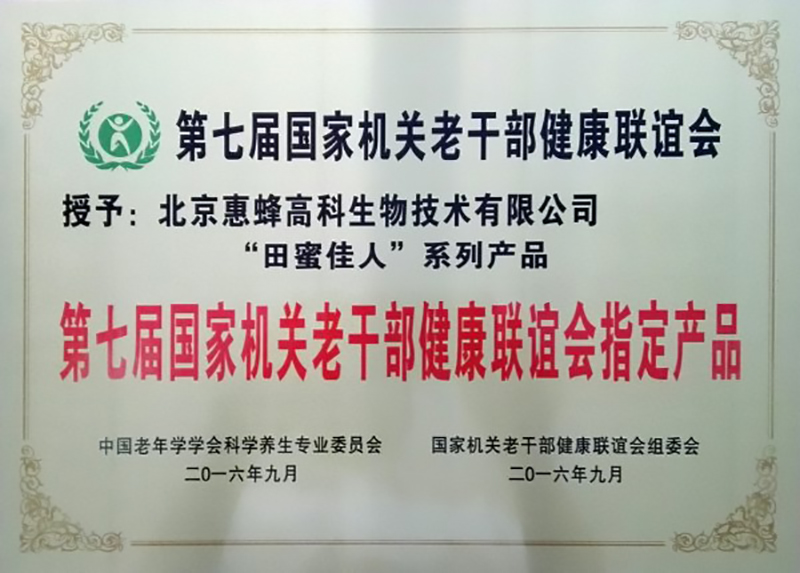 第七届国家机关老干部健康联谊会
授予：北京惠蜂高科生物技术有限公司
“田蜜佳人”系列产品
第七届国家机关老干部健康联谊会指定产品
中国老年学学会科学养生专业委员会 国家机关老干部健康联谊会组委会
二〇一六年九月 二〇一六年九月